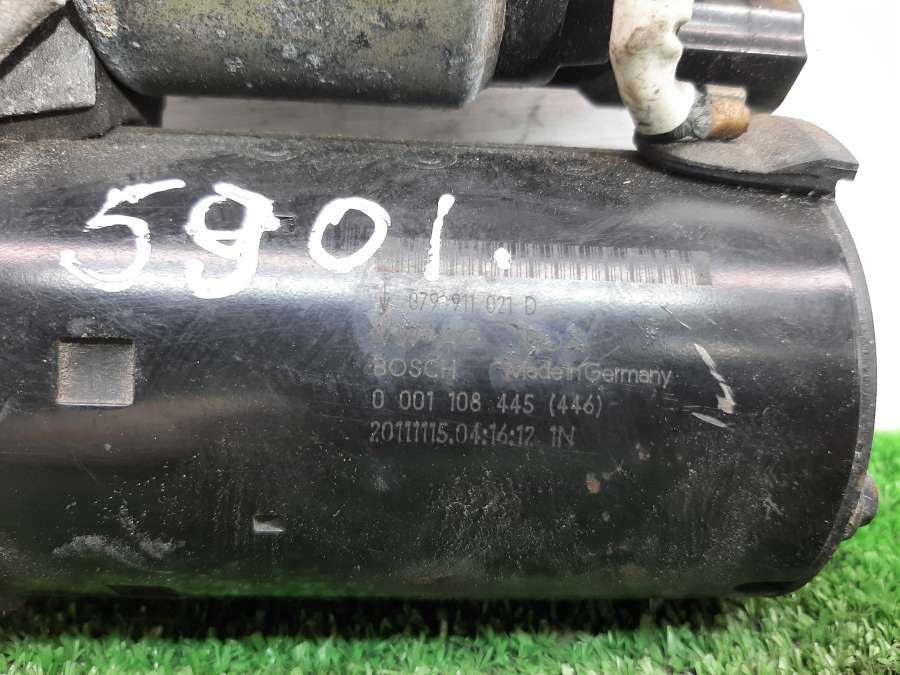 5901.
079 911 021 D
BOSCH Made in Germany
0 001 108 445 (446)
20111115.04:16:12 1N